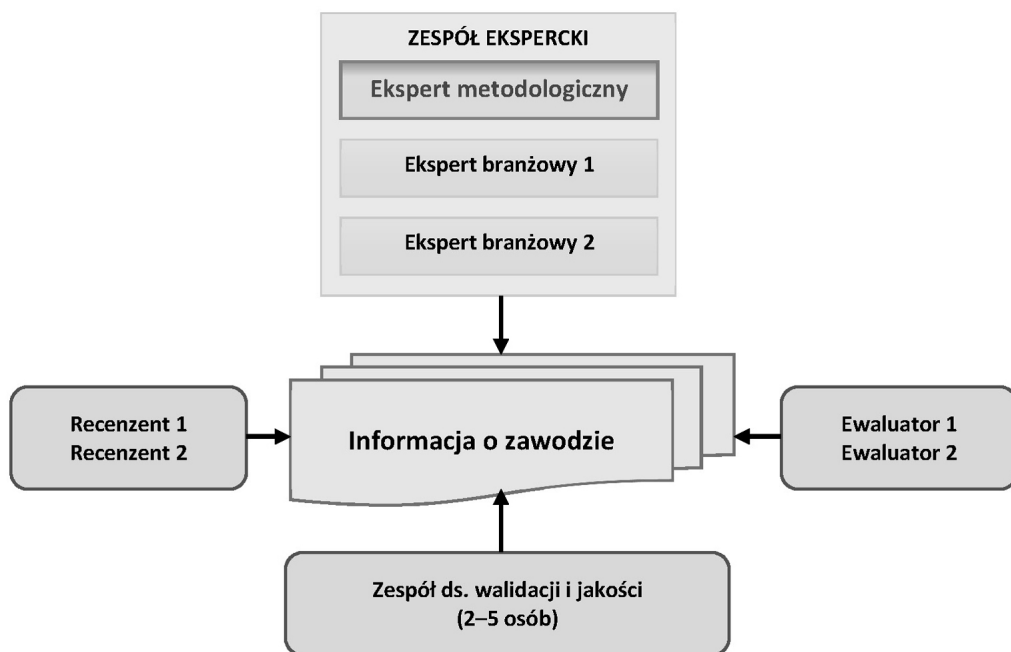 ZESPÓŁ EKSPERCKI
Ekspert metodologiczny
Ekspert branżowy 1
Ekspert branżowy 2
Recenzent 1
Recenzent 2
Informacja o zawodzie
Ewaluator 1
Ewaluator 2
Zespół ds. walidacji i jakości
(2–5 osób)